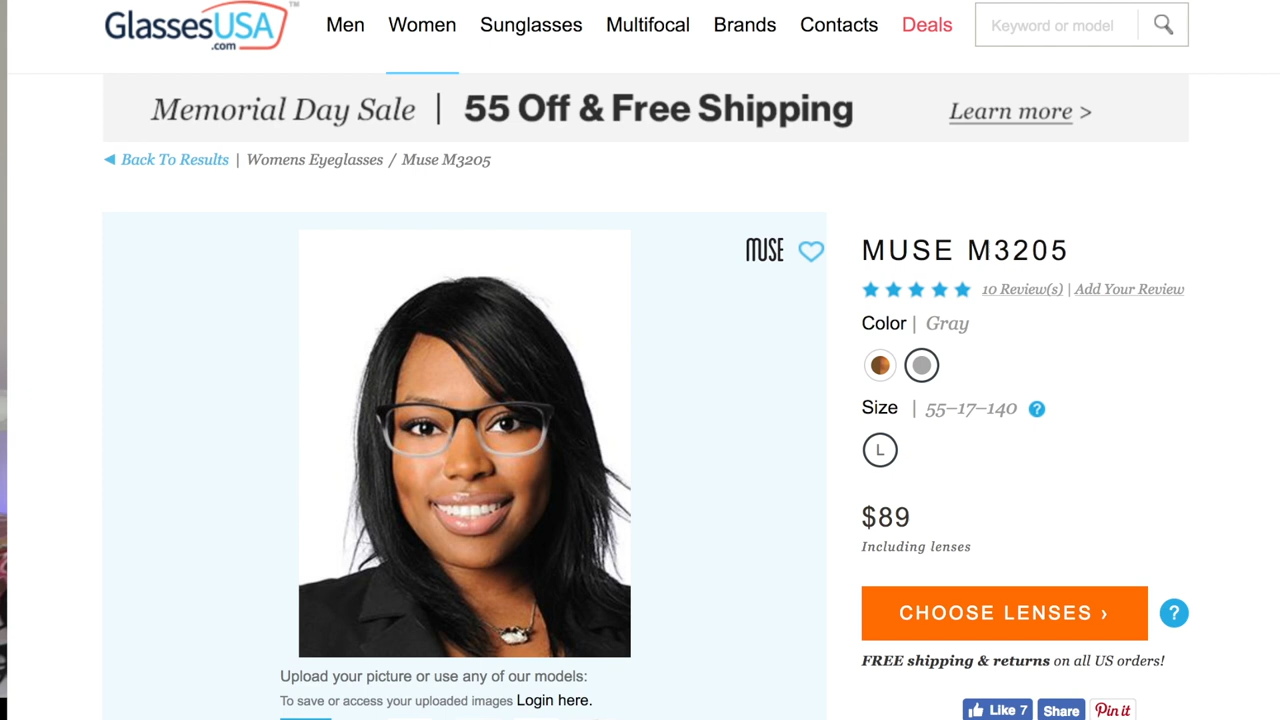 GlassesUSA™
.com
Men Women Sunglasses Multifocal Brands Contacts Deals Keyword or model
Memorial Day Sale | 55 Off & Free Shipping Learn more >
◀ Back To Results | Womens Eyeglasses / Muse M3205
MUSE
MUSE M3205
10 Review(s) | Add Your Review
Color | Gray
Size | 55–17–140 ?
L
$89
Including lenses
CHOOSE LENSES › ?
FREE shipping & returns on all US orders!
Upload your picture or use any of our models:
To save or access your uploaded images Login here.
Like 7 Share Pin it